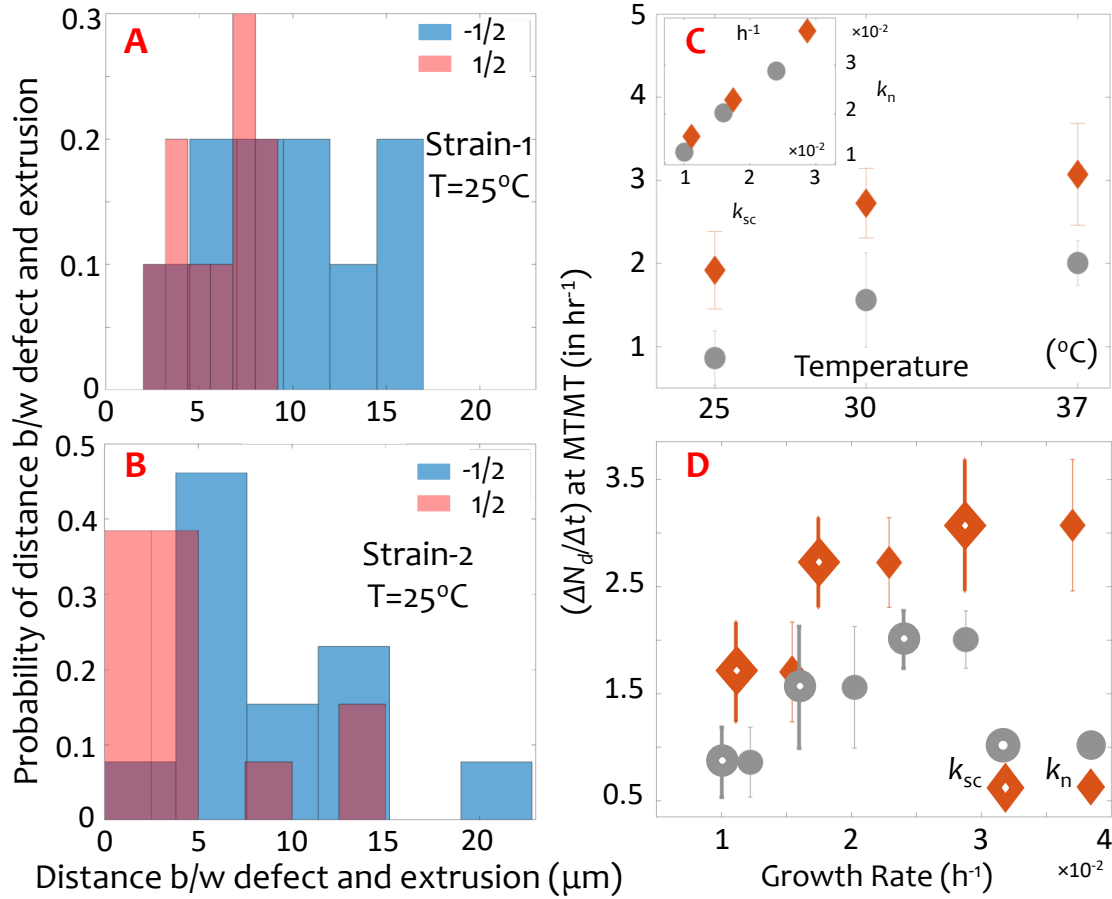 Probability of distance b/w defect and extrusion
A
0.3
0.2
0.1
0
-1/2
1/2
Strain-1
T=25°C
0 5 10 15 20
B
0.5
0.4
0.3
0.2
0.1
0
-1/2
1/2
Strain-2
T=25°C
0 5 10 15 20
Distance b/w defect and extrusion (μm)
(ΔN_d/Δt) at MTMT (in hr⁻¹)
C
5
4
3
2
1
h⁻¹
×10⁻²
3
2
1
k_n
×10⁻²
1 2 3
k_sc
Temperature (°C)
25 30 37
D
3.5
2.5
1.5
0.5
k_sc k_n
1 2 3 4
Growth Rate (h⁻¹) ×10⁻²